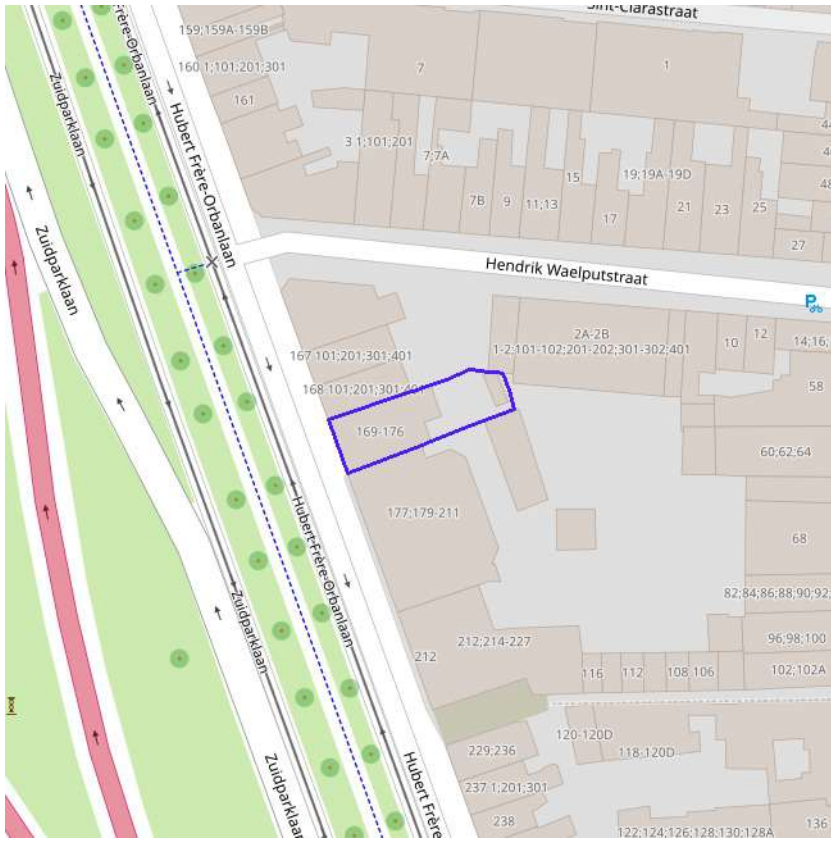 Sint-Clarastraat
Frère-Orbanlaan
159;159A-159B
160 1;101;201;301
161
7
1
Zuidparklaan
Hubert Frère-Orbanlaan
3 1;101;201
7;7A
15
19;19A-19D
7B
9
11;13
17
21
23
25
27
Zuidparklaan
Hendrik Waelputstraat
2A-2B
1-2;101-102;201-202;301-302;401
10
12
14;16;
58
167 101;201;301;401
168 101;201;301;401
169-176
60;62;64
177;179-211
68
Hubert-Frère-Orbanlaan
82;84;86;88;90;92;
Zuidparklaan
212;214-227
212
96;98;100
116
112
108
106
102;102A
120-120D
118-120D
229;236
Zuidparklaan
Hubert Frère
237 1;201;301
238
122;124;126;128;130;128A
136